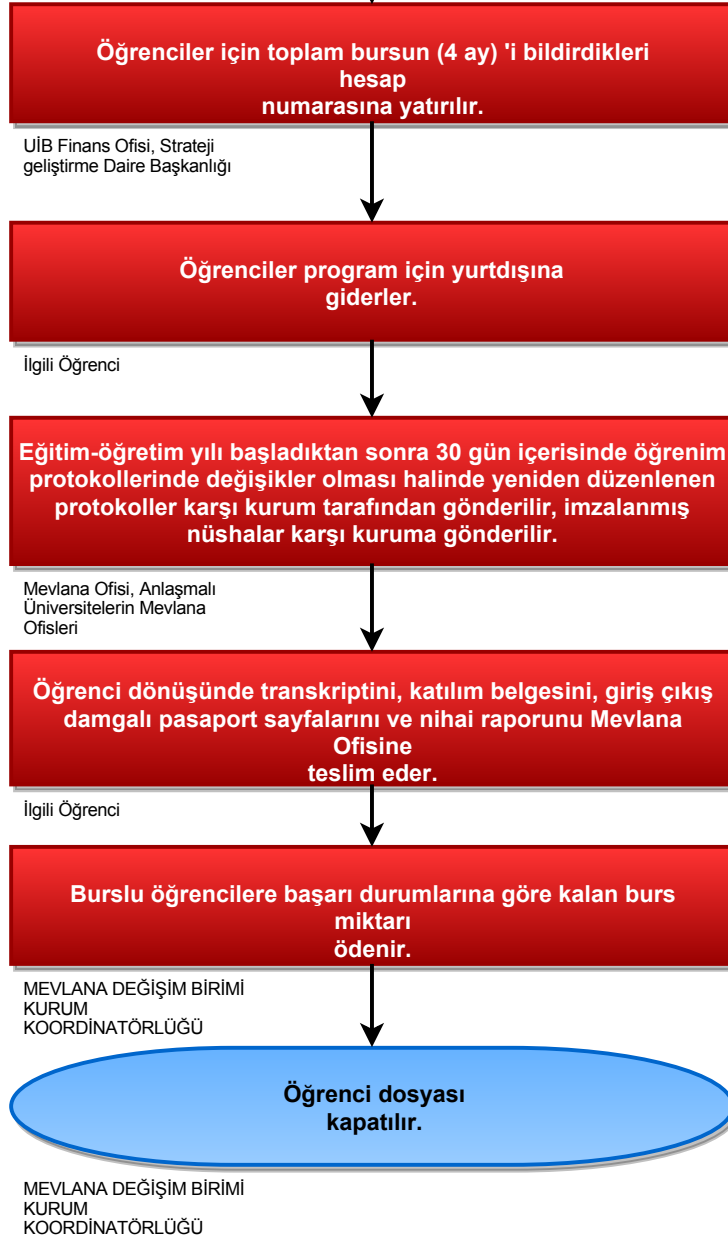 Öğrenciler için toplam bursun (4 ay) 'i bildirdikleri
hesap
numarasına yatırılır.
UİB Finans Ofisi, Strateji
geliştirme Daire Başkanlığı
Öğrenciler program için yurtdışına
giderler.
İlgili Öğrenci
Eğitim-öğretim yılı başladıktan sonra 30 gün içerisinde öğrenim
protokollerinde değişikler olması halinde yeniden düzenlenen
protokoller karşı kurum tarafından gönderilir, imzalanmış
nüshalar karşı kuruma gönderilir.
Mevlana Ofisi, Anlaşmalı
Üniversitelerin Mevlana
Ofisleri
Öğrenci dönüşünde transkriptini, katılım belgesini, giriş çıkış
damgalı pasaport sayfalarını ve nihai raporunu Mevlana
Ofisine
teslim eder.
İlgili Öğrenci
Burslu öğrencilere başarı durumlarına göre kalan burs
miktarı
ödenir.
MEVLANA DEĞİŞİM BİRİMİ
KURUM
KOORDİNATÖRLÜĞÜ
Öğrenci dosyası
kapatılır.
MEVLANA DEĞİŞİM BİRİMİ
KURUM
KOORDİNATÖRLÜĞÜ